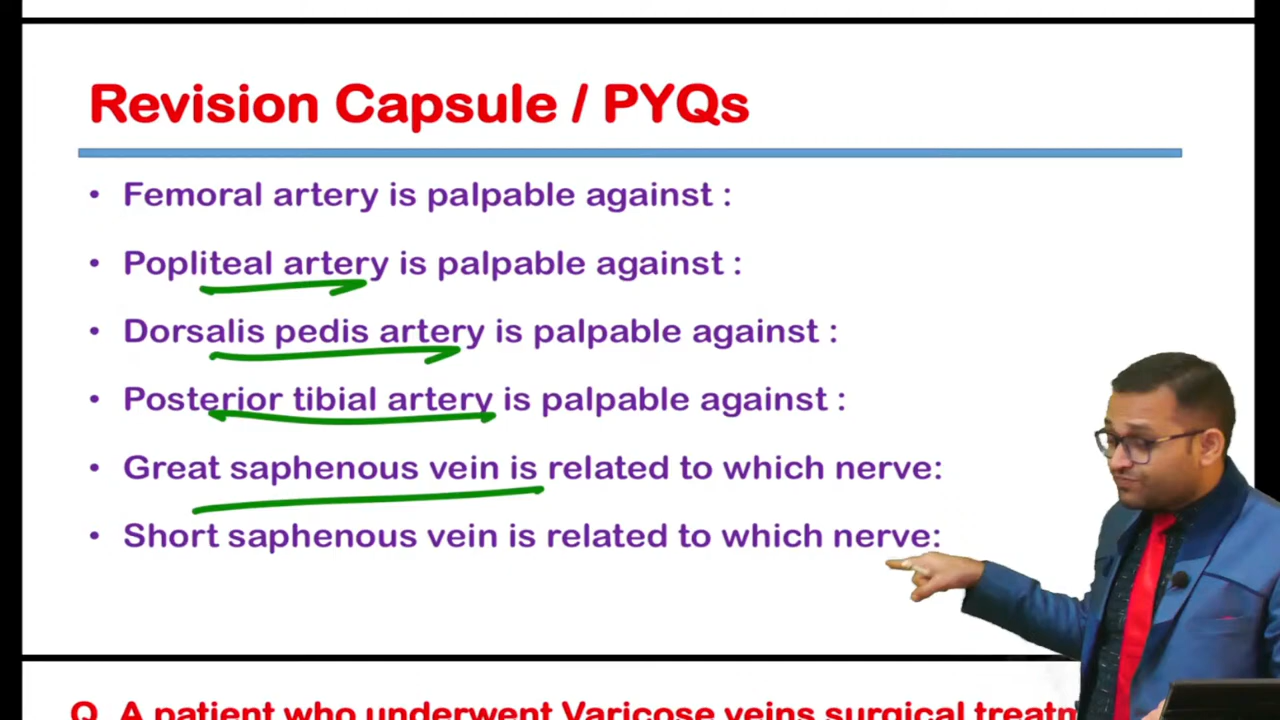 Revision Capsule / PYQs
• Femoral artery is palpable against :
• Popliteal artery is palpable against :
• Dorsalis pedis artery is palpable against :
• Posterior tibial artery is palpable against :
• Great saphenous vein is related to which nerve:
• Short saphenous vein is related to which nerve:
Q. A patient who underwent Varicose veins surgical